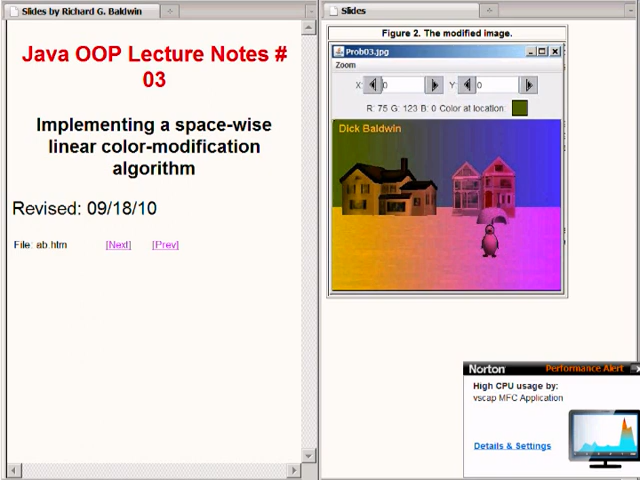 Slides by Richard G. Baldwin
Slides
Java OOP Lecture Notes #
03
Implementing a space-wise
linear color-modification
algorithm
Revised: 09/18/10
File: ab.htm [Next] [Prev]
Figure 2. The modified image.
Prob03.jpg
Zoom
X: 0 Y: 0
R: 75 G: 123 B: 0 Color at location:
Dick Baldwin
Norton Performance Alert
High CPU usage by:
vscap MFC Application
Details & Settings